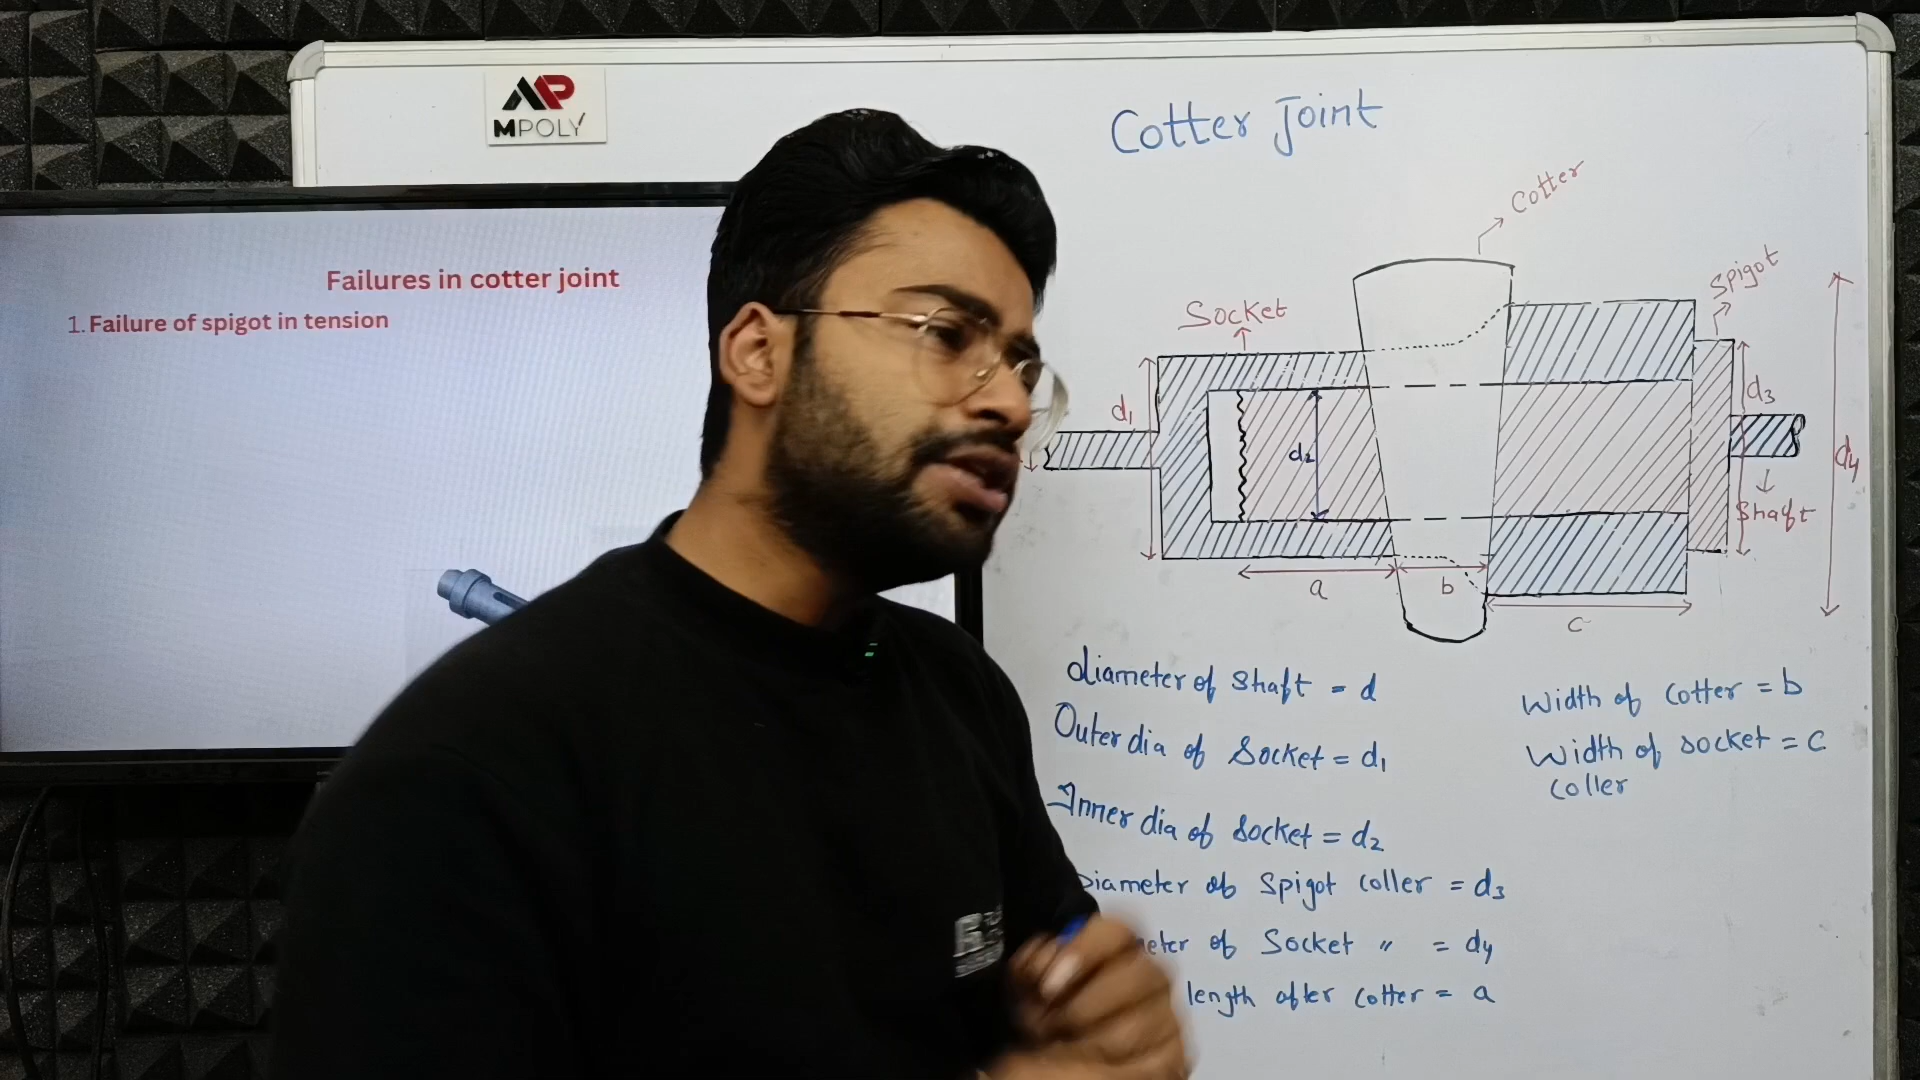 MPOLY
Cotter Joint
Failures in cotter joint
1. Failure of spigot in tension
Cotter
Spigot
Socket
d1
d2
d3
d4
Shaft
a
b
c
diameter of Shaft = d
Outer dia of Socket = d1
Inner dia of Socket = d2
Diameter of Spigot coller = d3
eter of Socket 〃 = d4
length after Cotter = a
Width of Cotter = b
Width of socket = c
coller